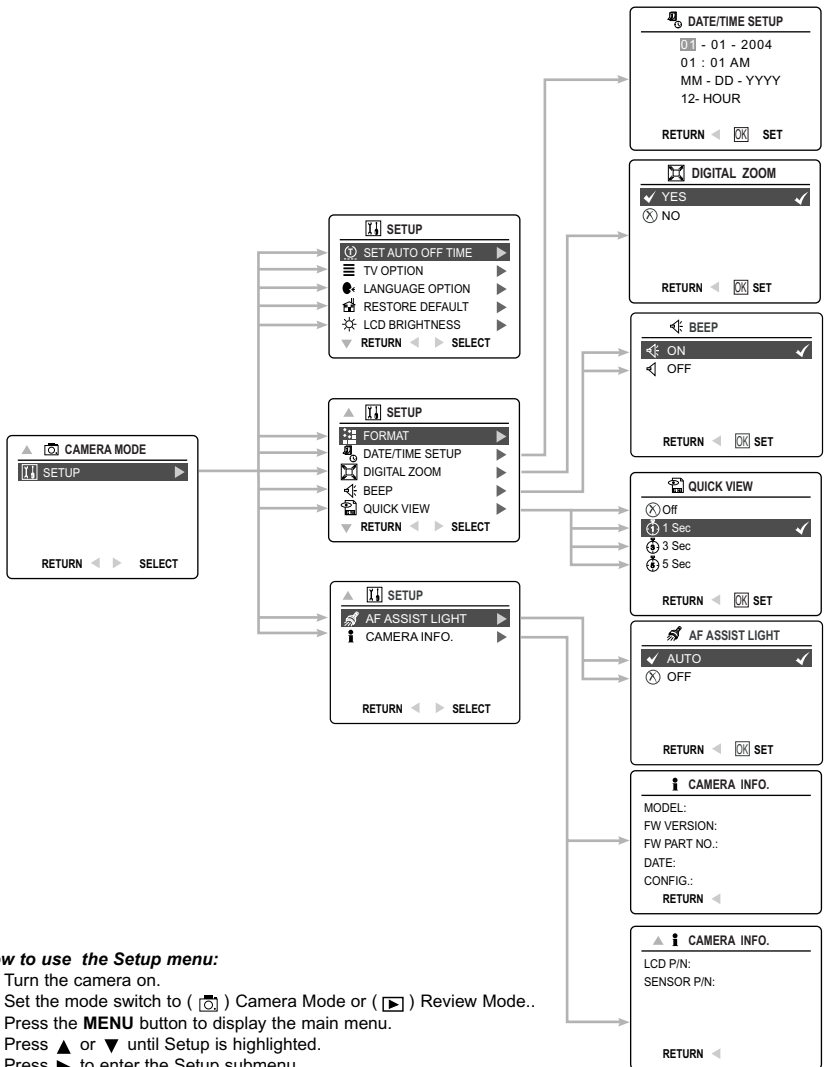 CAMERA MODE
SETUP
RETURN SELECT
SETUP
SET AUTO OFF TIME
TV OPTION
LANGUAGE OPTION
RESTORE DEFAULT
LCD BRIGHTNESS
RETURN SELECT
SETUP
FORMAT
DATE/TIME SETUP
DIGITAL ZOOM
BEEP
QUICK VIEW
RETURN SELECT
SETUP
AF ASSIST LIGHT
CAMERA INFO.
RETURN SELECT
DATE/TIME SETUP
01 - 01 - 2004
01 : 01 AM
MM - DD - YYYY
12- HOUR
RETURN OK SET
DIGITAL ZOOM
YES
NO
RETURN OK SET
BEEP
ON
OFF
RETURN OK SET
QUICK VIEW
Off
1 Sec
3 Sec
5 Sec
RETURN OK SET
AF ASSIST LIGHT
AUTO
OFF
RETURN OK SET
CAMERA INFO.
MODEL:
FW VERSION:
FW PART NO.:
DATE:
CONFIG.:
RETURN
CAMERA INFO.
LCD P/N:
SENSOR P/N:
RETURN
to use the Setup menu:
Turn the camera on.
Set the mode switch to ( ) Camera Mode or ( ) Review Mode..
Press the MENU button to display the main menu.
Press ▲ or ▼ until Setup is highlighted.
Press ▶ to enter the Setup submenu